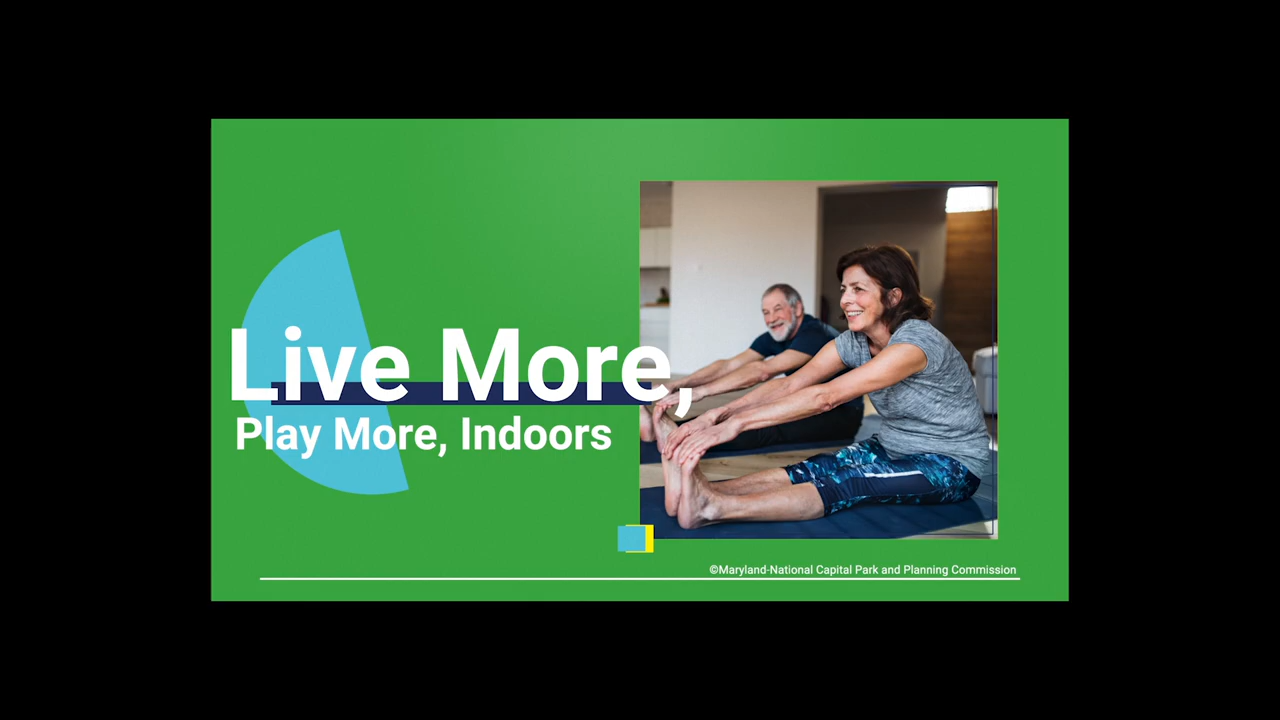 Live More,
Play More, Indoors
©Maryland-National Capital Park and Planning Commission